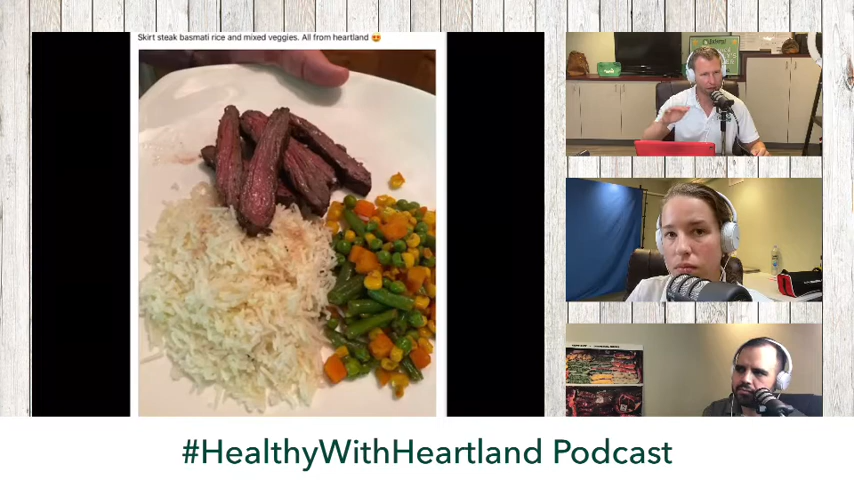 Skirt steak basmati rice and mixed veggies. All from heartland 😍
#HealthyWithHeartland Podcast